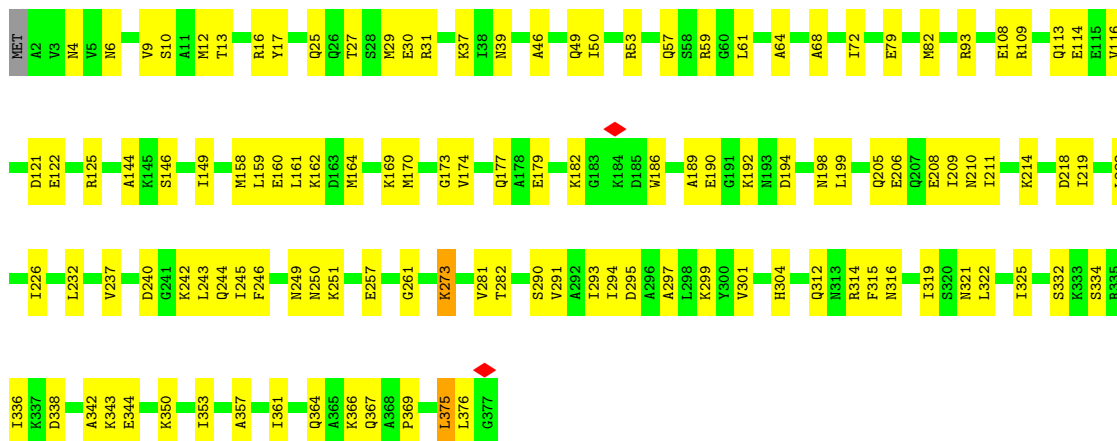 MET A2 V3 N4 V5 N6 V9 S10 A11 M12 T13 R16 Y17 Q25 Q26 T27 S28 M29 E30 R31 K37 I38 N39 A46 Q49 I50 R53 Q57 S58 R59 G60 L61 A64 A68 I72 E79 M82 R93 E108 R109 Q113 E114 E115 V116
D121 E122 R125 A144 K145 S146 I149 M158 L159 E160 L161 K162 D163 M164 K169 M170 G173 V174 Q177 A178 E179 K182 G183 K184 D185 W186 A189 E190 G191 K192 N193 D194 N198 L199 Q205 E206 Q207 E208 I209 N210 I211 K214 D218 I219
I226 L232 V237 D240 G241 K242 L243 Q244 I245 F246 N249 N250 K251 E257 G261 K273 V281 T282 S290 V291 A292 I293 I294 D295 A296 A297 L298 K299 Y300 V301 H304 Q312 N313 R314 F315 N316 I319 S320 N321 L322 I325 S332 K333 S334 R335
I336 K337 D338 A342 K343 E344 K350 I353 A357 I361 Q364 A365 K366 Q367 A368 P369 L375 L376 G377